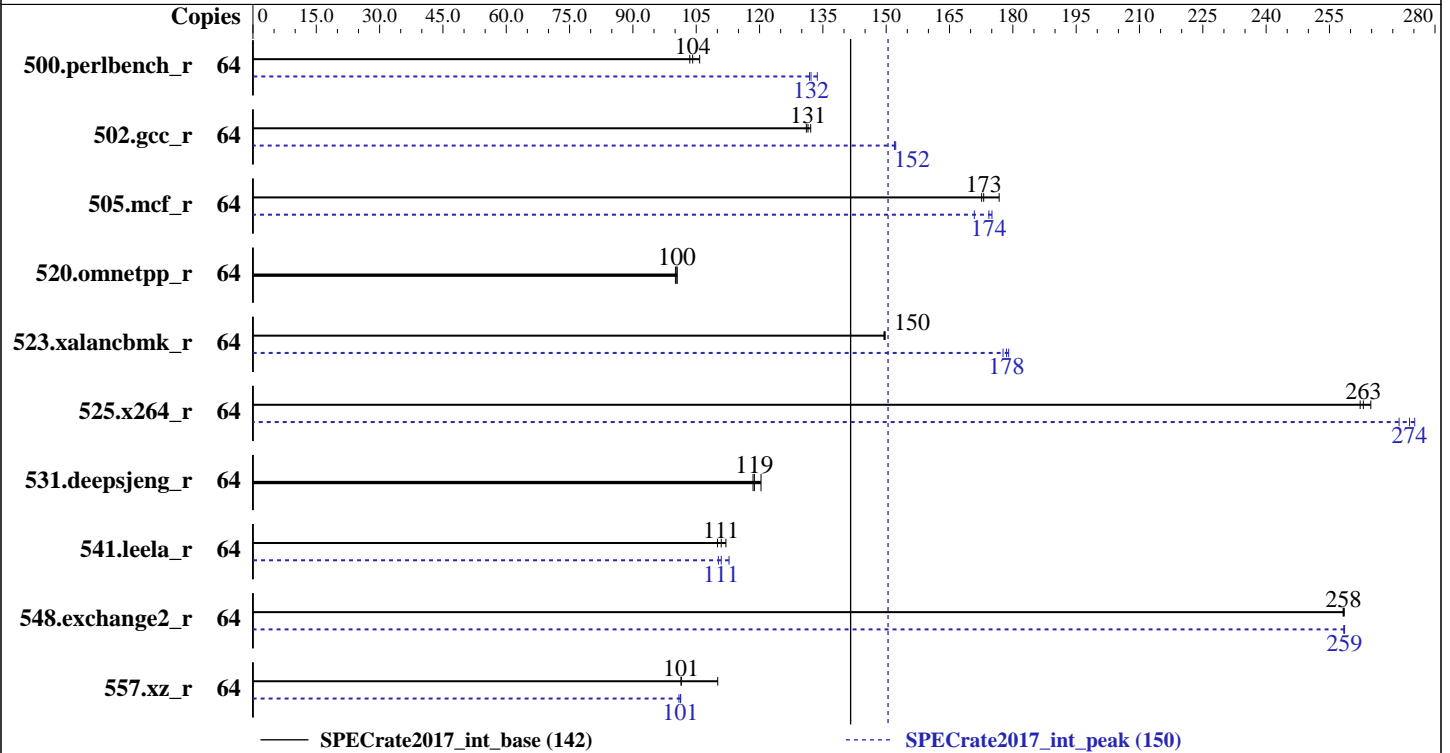 Copies 0 15.0 30.0 45.0 60.0 75.0 90.0 105 120 135 150 165 180 195 210 225 240 255 280
104
500.perlbench_r 64
132
131
502.gcc_r 64
152
173
505.mcf_r 64
174
100
520.omnetpp_r 64
150
523.xalancbmk_r 64
178
263
525.x264_r 64
274
119
531.deepsjeng_r 64
111
541.leela_r 64
111
258
548.exchange2_r 64
259
101
557.xz_r 64
101
SPECrate2017_int_base (142) SPECrate2017_int_peak (150)